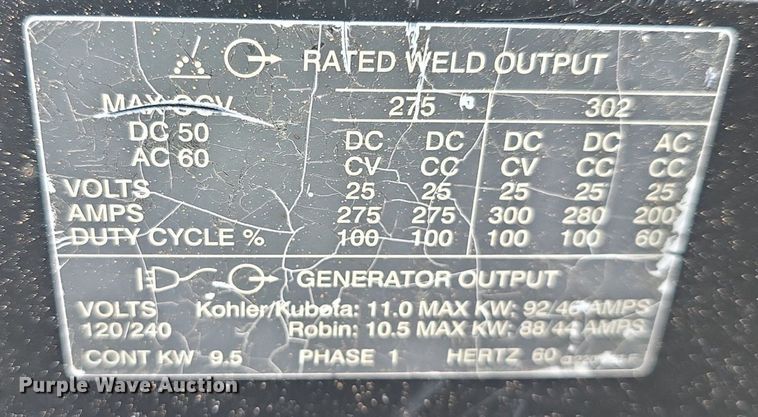 RATED WELD OUTPUT
MAX OCV 275 302
DC 50 DC DC DC DC AC
AC 60 CV CC CV CC CC
VOLTS 25 25 25 25 25
AMPS 275 275 300 280 200
DUTY CYCLE % 100 100 100 100 60
GENERATOR OUTPUT
VOLTS Kohler/Kubota: 11.0 MAX KW: 92/46 AMPS
120/240 Robin: 10.5 MAX KW: 88/44 AMPS
CONT KW 9.5 PHASE 1 HERTZ 60
Purple Wave Auction